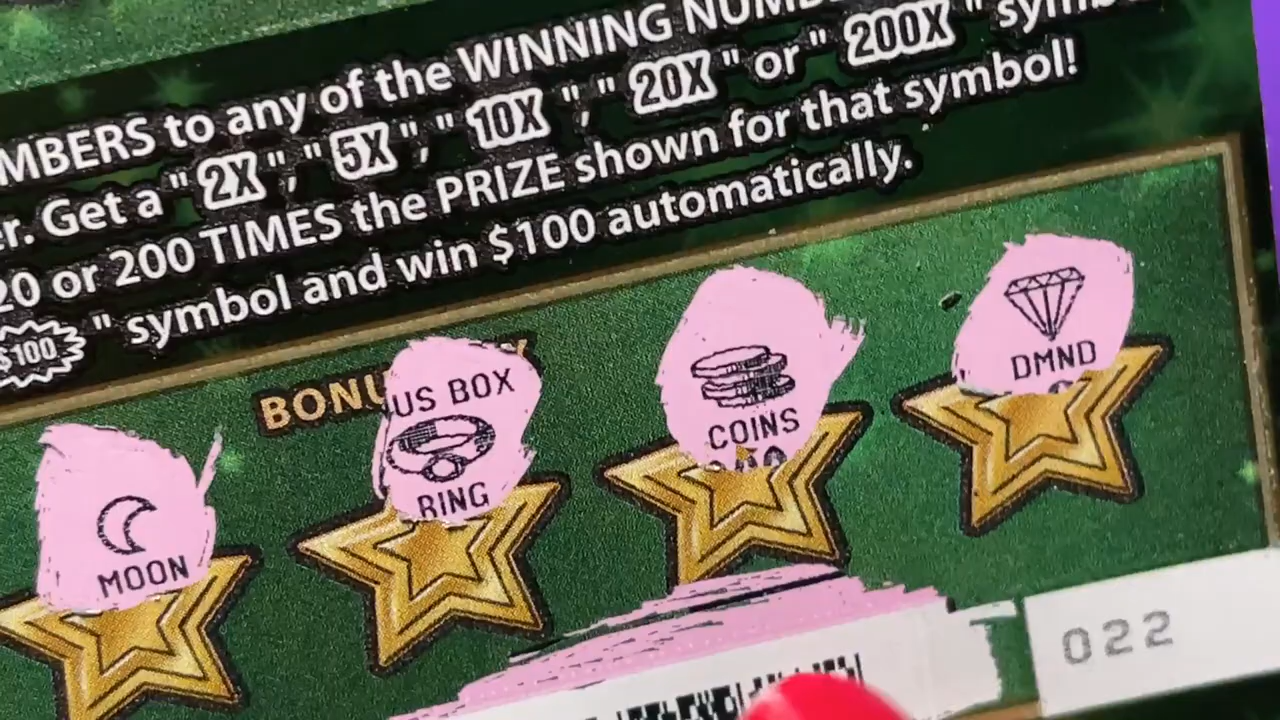 MBERS to any of the WINNING NUM
er. Get a "2X", "5X", "10X", "20X" or "200X"
20 or 200 TIMES the PRIZE shown for that symbol!
$100" symbol and win $100 automatically.
BONU
US BOX
MOON
RING
COINS
DMND
022